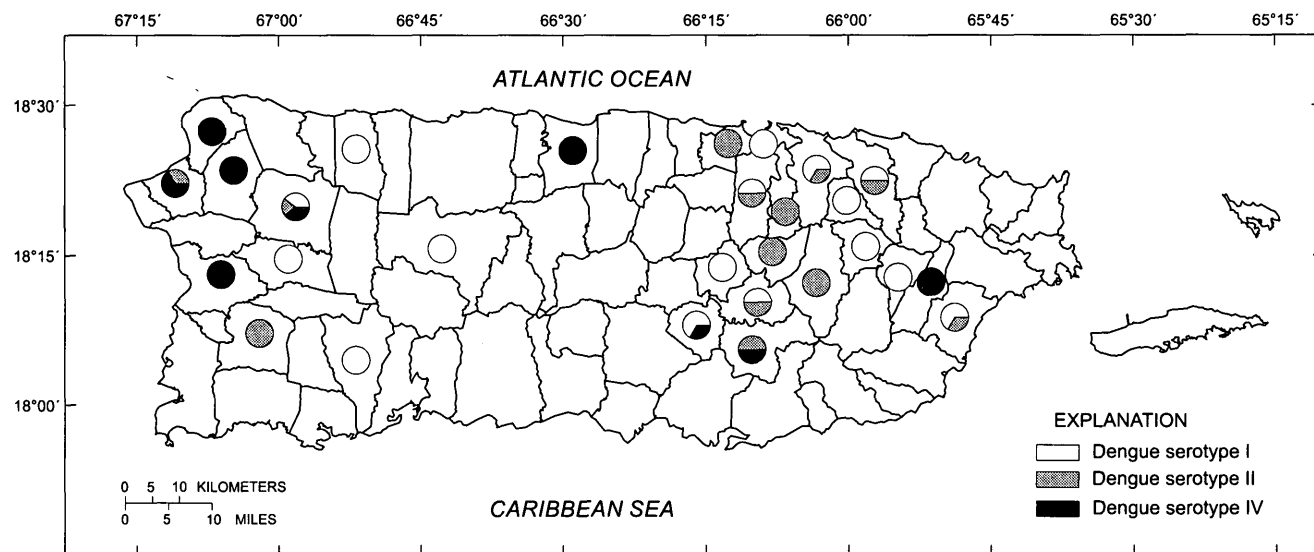 67°15´ 67°00´ 66°45´ 66°30´ 66°15´ 66°00´ 65°45´ 65°30´ 65°15´
ATLANTIC OCEAN
18°30´
18°15´
18°00´
EXPLANATION
Dengue serotype I
Dengue serotype II
Dengue serotype IV
0 5 10 KILOMETERS
0 5 10 MILES
CARIBBEAN SEA